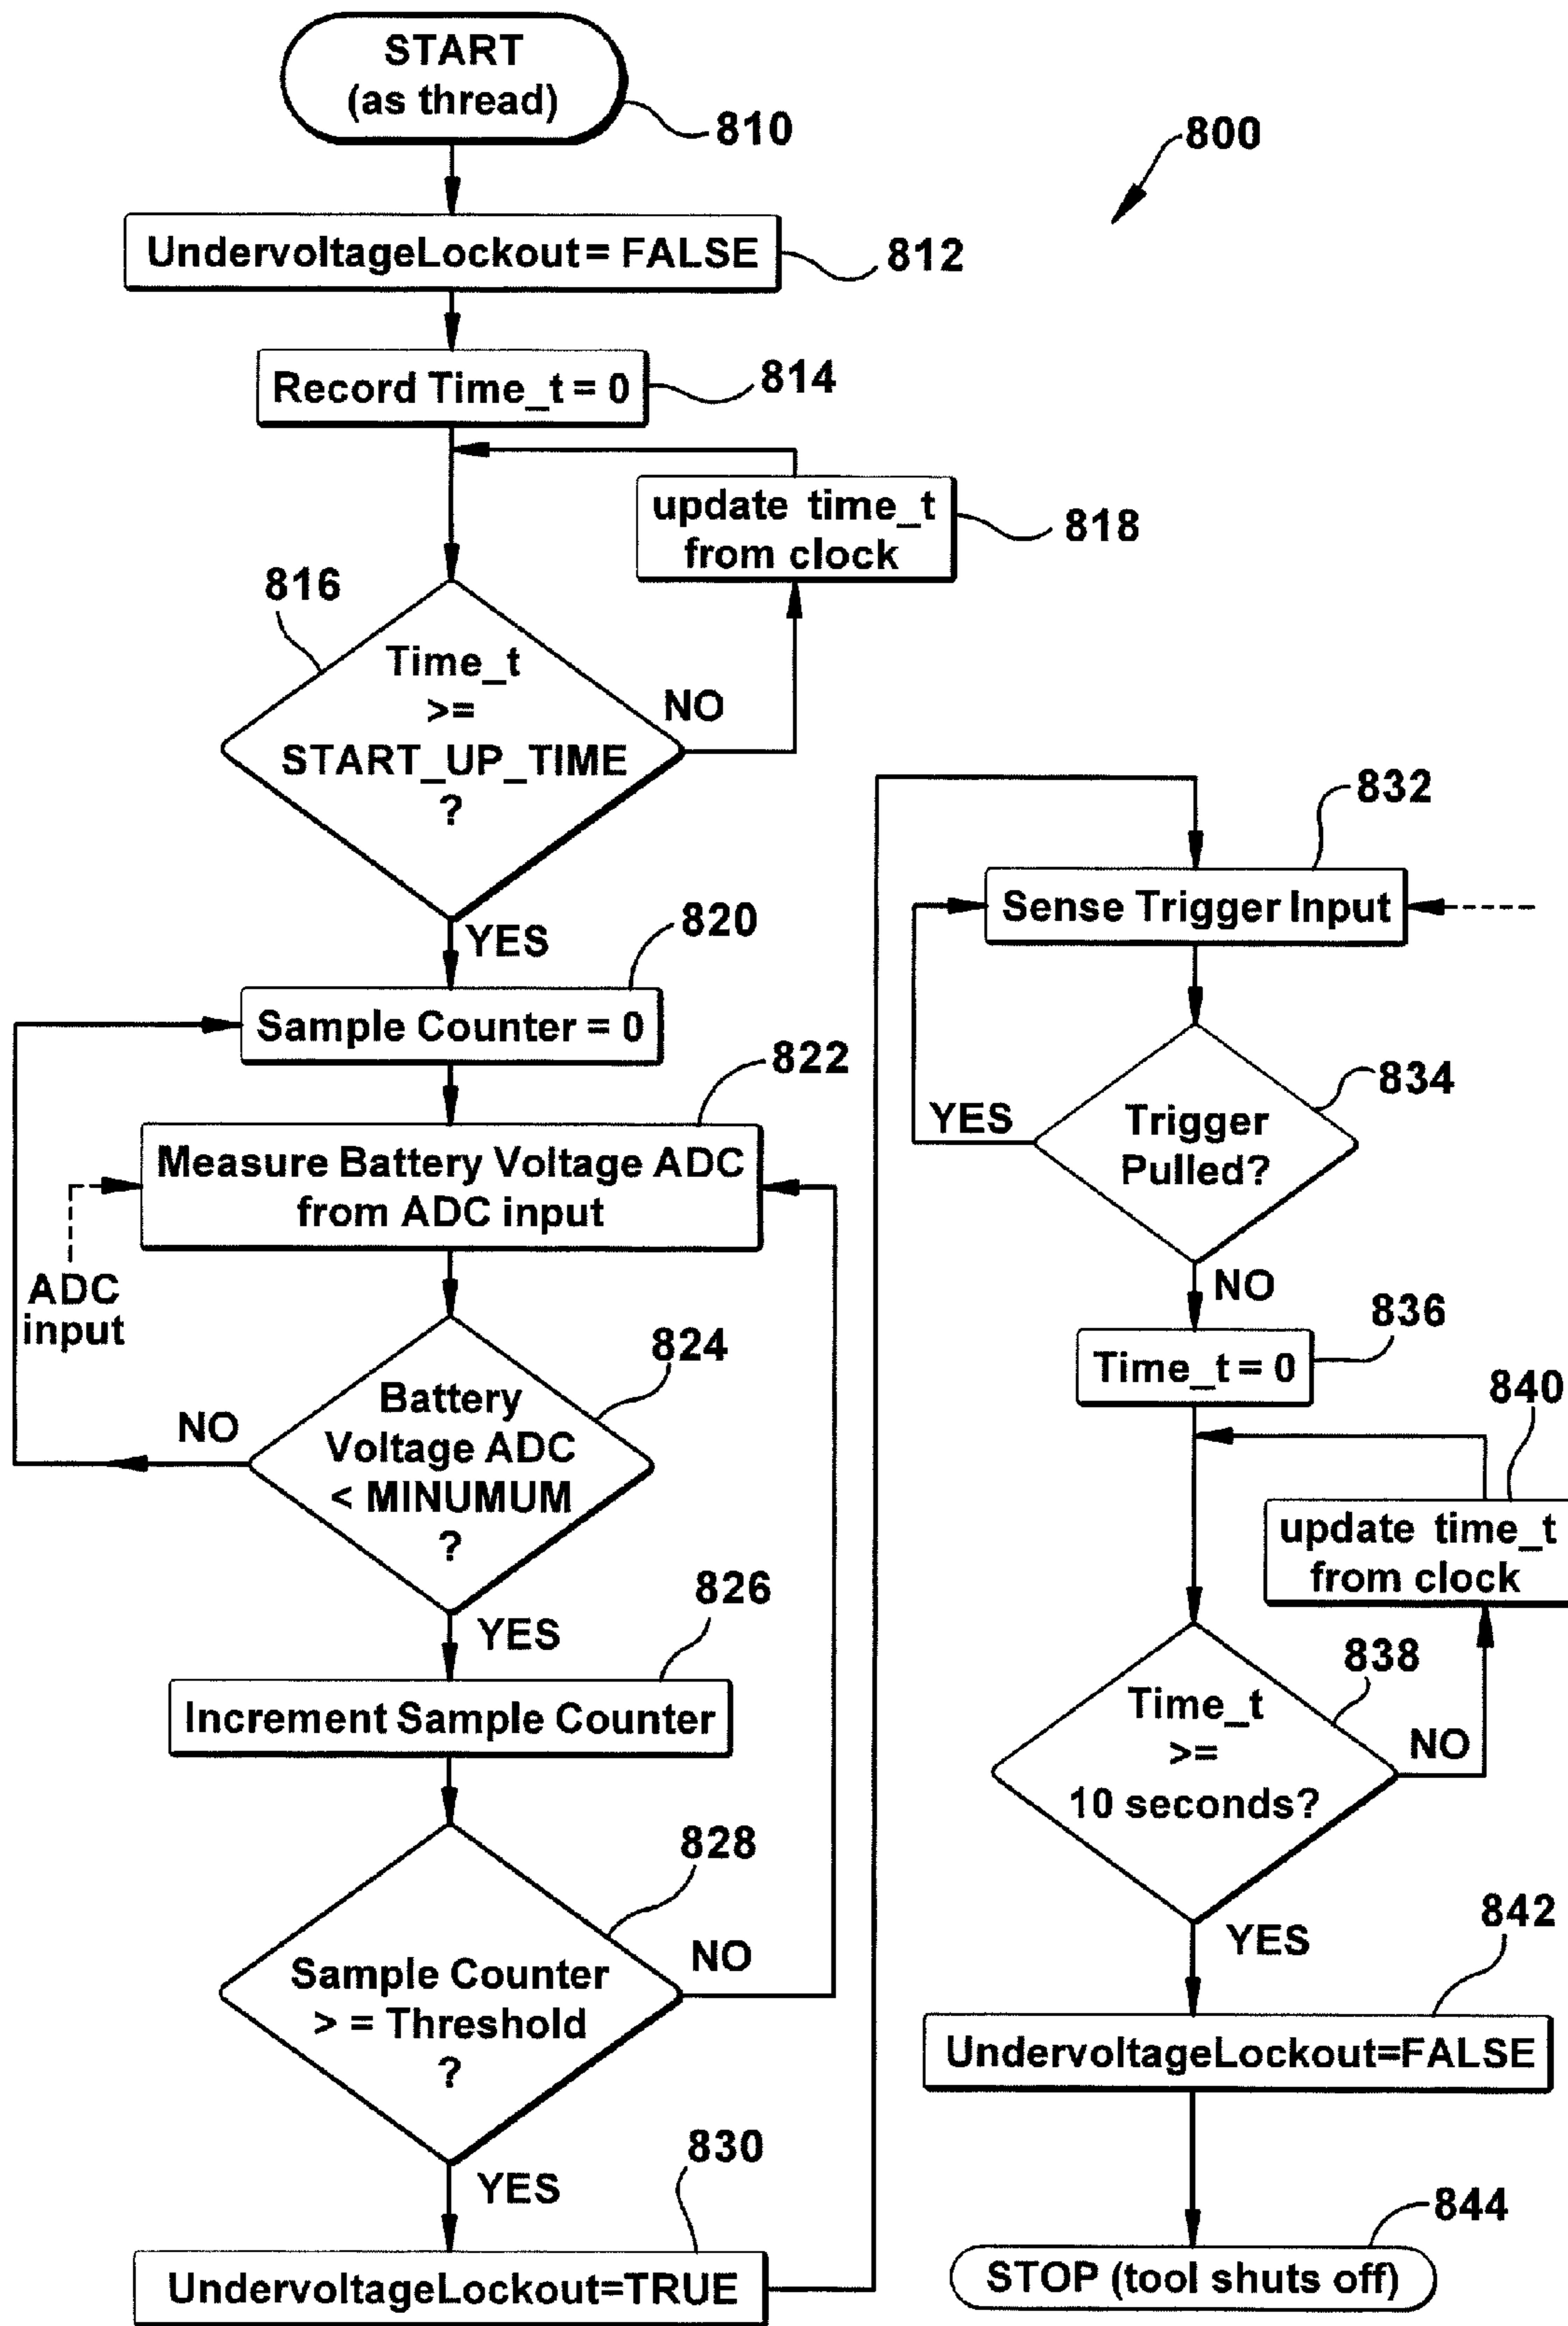 START
(as thread)
810
800
UndervoltageLockout= FALSE
812
Record Time_t = 0
814
update time_t
from clock
818
816
Time_t
>=
START_UP_TIME
?
NO
YES
820
Sample Counter = 0
822
Measure Battery Voltage ADC
from ADC input
ADC
input
824
Battery
Voltage ADC
< MINUMUM
?
NO
YES
826
Increment Sample Counter
828
Sample Counter
> = Threshold
?
NO
YES
830
UndervoltageLockout=TRUE
832
Sense Trigger Input
834
Trigger
Pulled?
YES
NO
836
Time_t = 0
840
update time_t
from clock
838
Time_t
>=
10 seconds?
NO
YES
842
UndervoltageLockout=FALSE
844
STOP (tool shuts off)